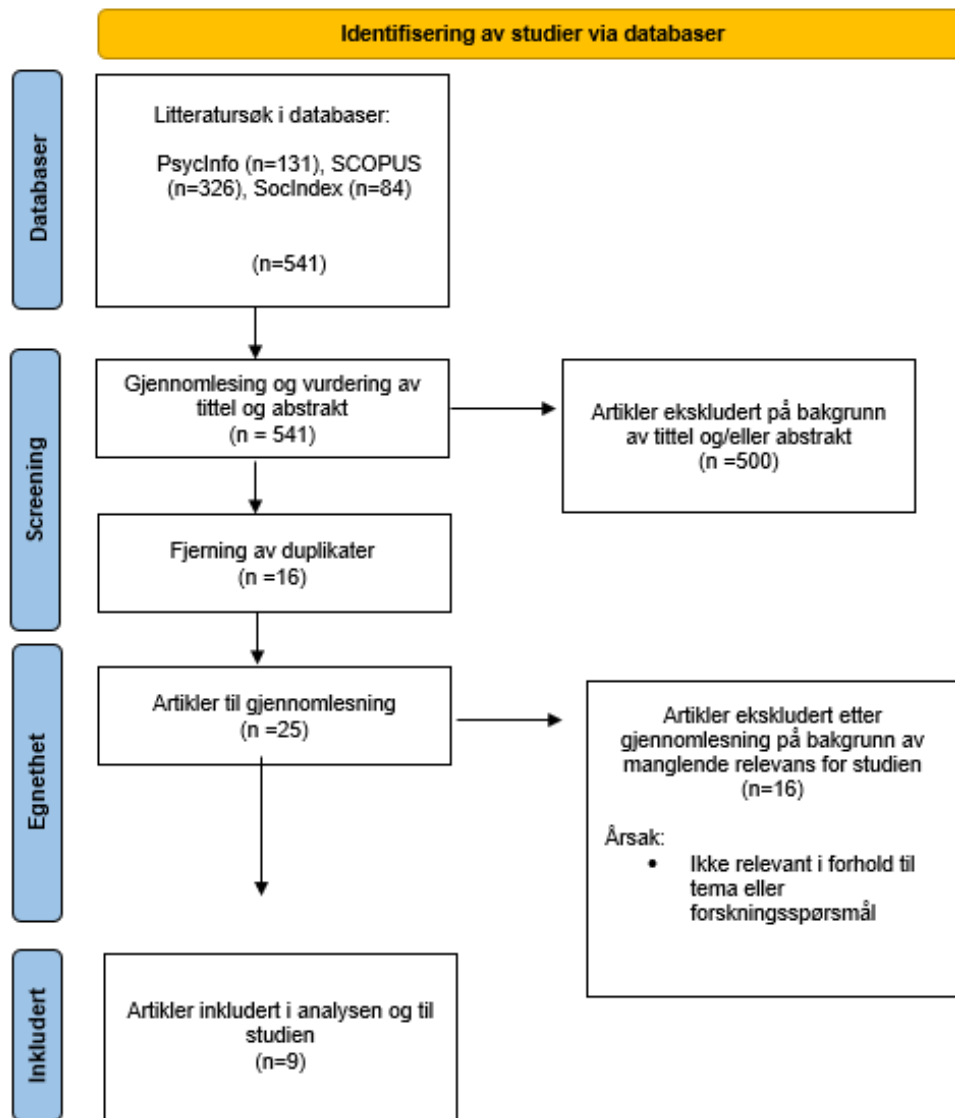 Identifisering av studier via databaser
Databaser
Litteratursøk i databaser:
PsycInfo (n=131), SCOPUS
(n=326), SocIndex (n=84)
(n=541)
Screening
Gjennomlesing og vurdering av
tittel og abstrakt
(n = 541)
Artikler ekskludert på bakgrunn
av tittel og/eller abstrakt
(n =500)
Fjerning av duplikater
(n =16)
Egnethet
Artikler til gjennomlesning
(n =25)
Artikler ekskludert etter
gjennomlesning på bakgrunn av
manglende relevans for studien
(n=16)
Årsak:
• Ikke relevant i forhold til
tema eller
forskningsspørsmål
Inkludert
Artikler inkludert i analysen og til
studien
(n=9)